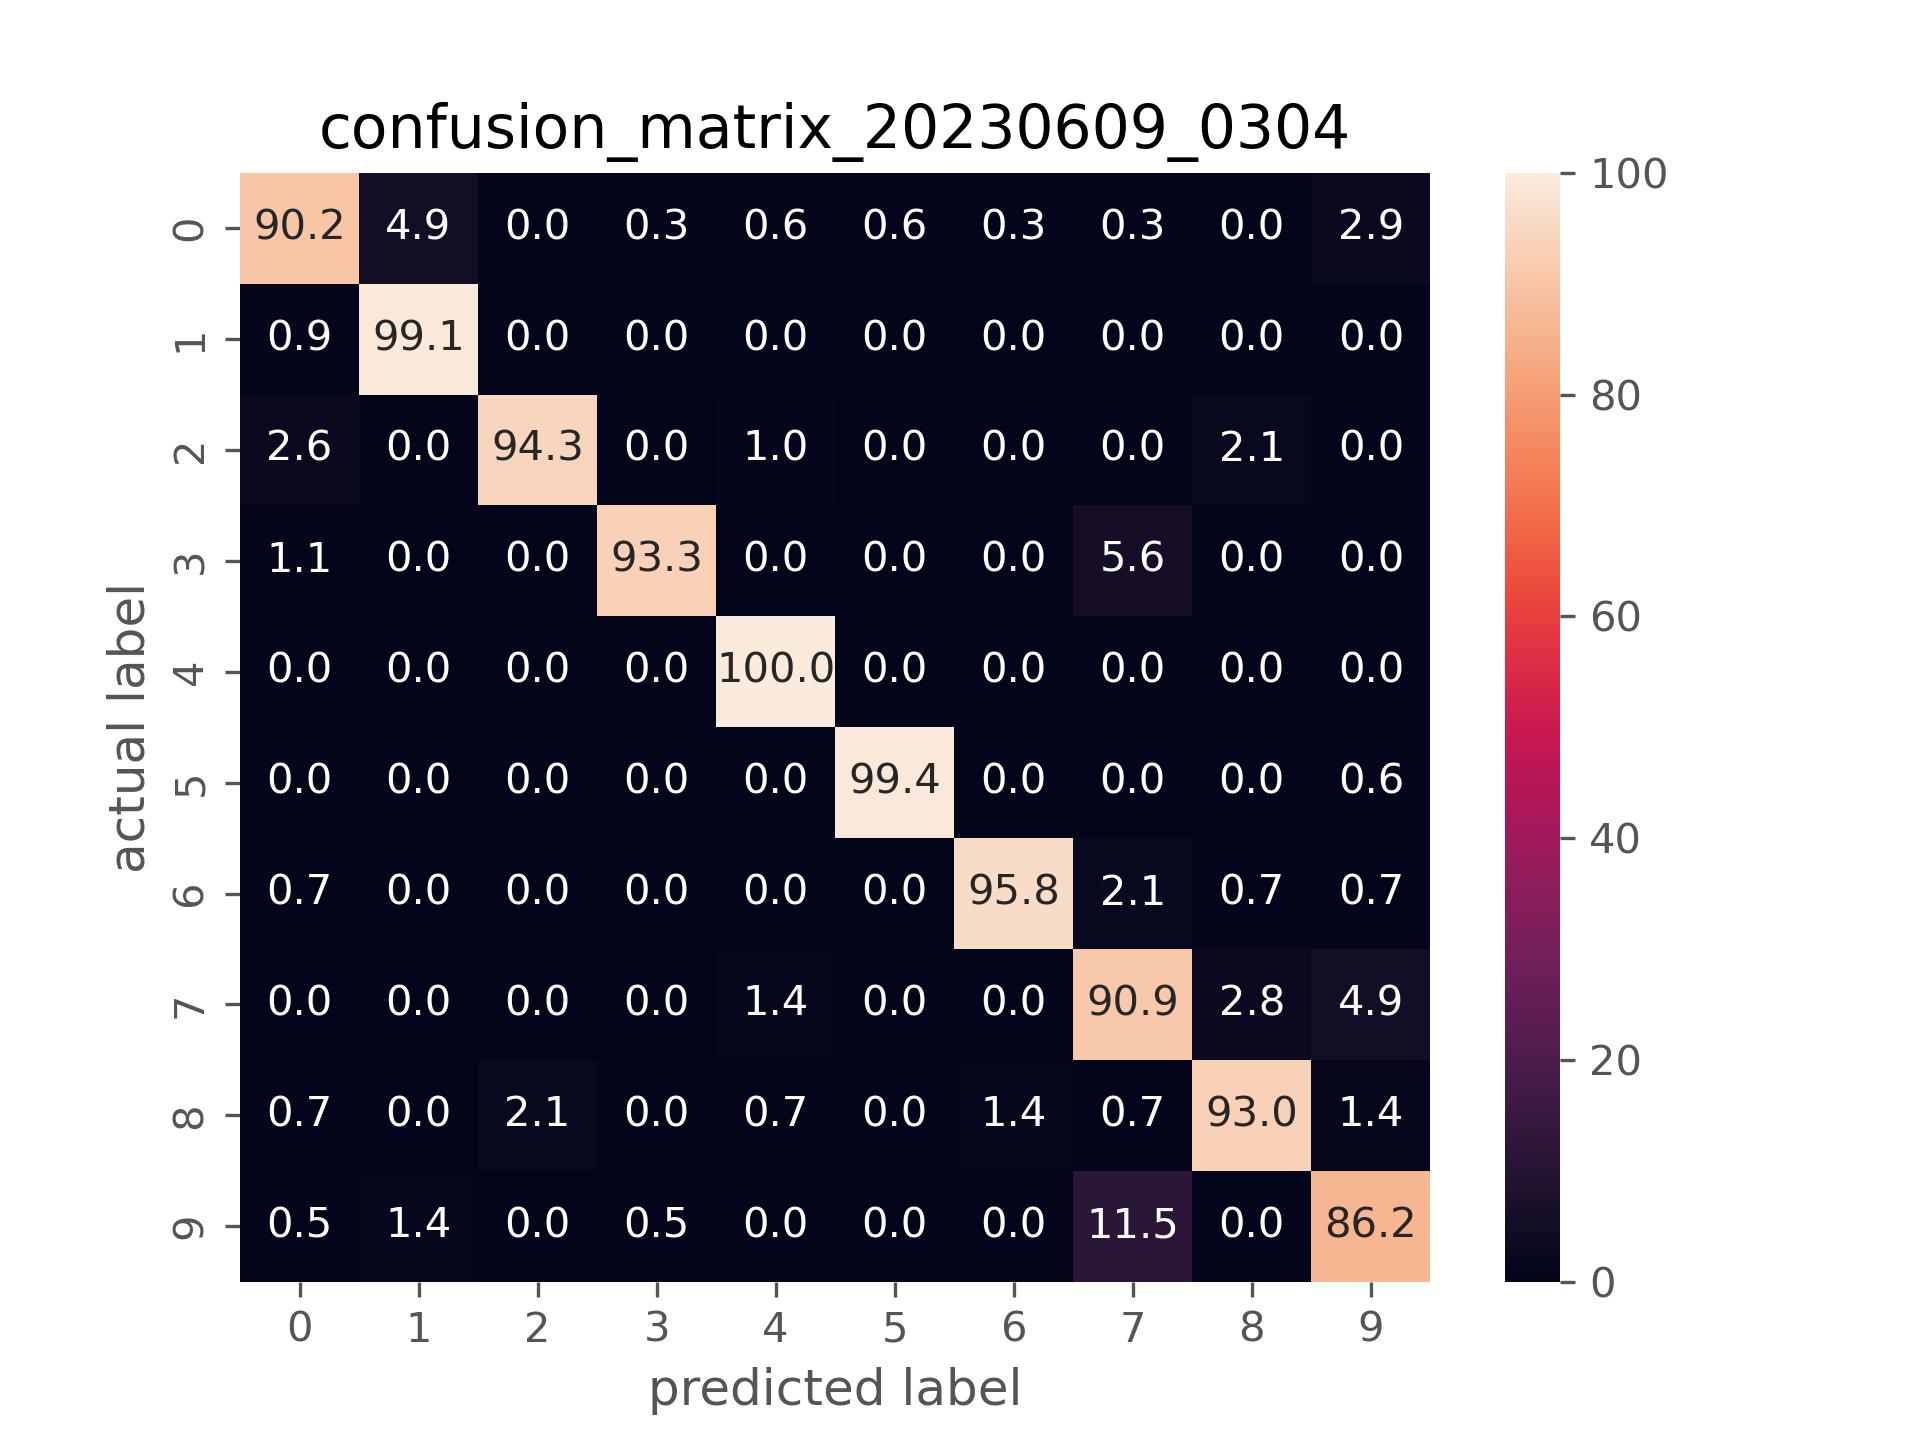 confusion_matrix_20230609_0304
100
0 90.2 4.9 0.0 0.3 0.6 0.6 0.3 0.3 0.0 2.9
1 0.9 99.1 0.0 0.0 0.0 0.0 0.0 0.0 0.0 0.0
80
2 2.6 0.0 94.3 0.0 1.0 0.0 0.0 0.0 2.1 0.0
3 1.1 0.0 0.0 93.3 0.0 0.0 0.0 5.6 0.0 0.0
60
4 0.0 0.0 0.0 0.0 100.0 0.0 0.0 0.0 0.0 0.0
actual label
5 0.0 0.0 0.0 0.0 0.0 99.4 0.0 0.0 0.0 0.6
40
6 0.7 0.0 0.0 0.0 0.0 0.0 95.8 2.1 0.7 0.7
7 0.0 0.0 0.0 0.0 1.4 0.0 0.0 90.9 2.8 4.9
20
8 0.7 0.0 2.1 0.0 0.7 0.0 1.4 0.7 93.0 1.4
9 0.5 1.4 0.0 0.5 0.0 0.0 0.0 11.5 0.0 86.2
0
0 1 2 3 4 5 6 7 8 9
predicted label